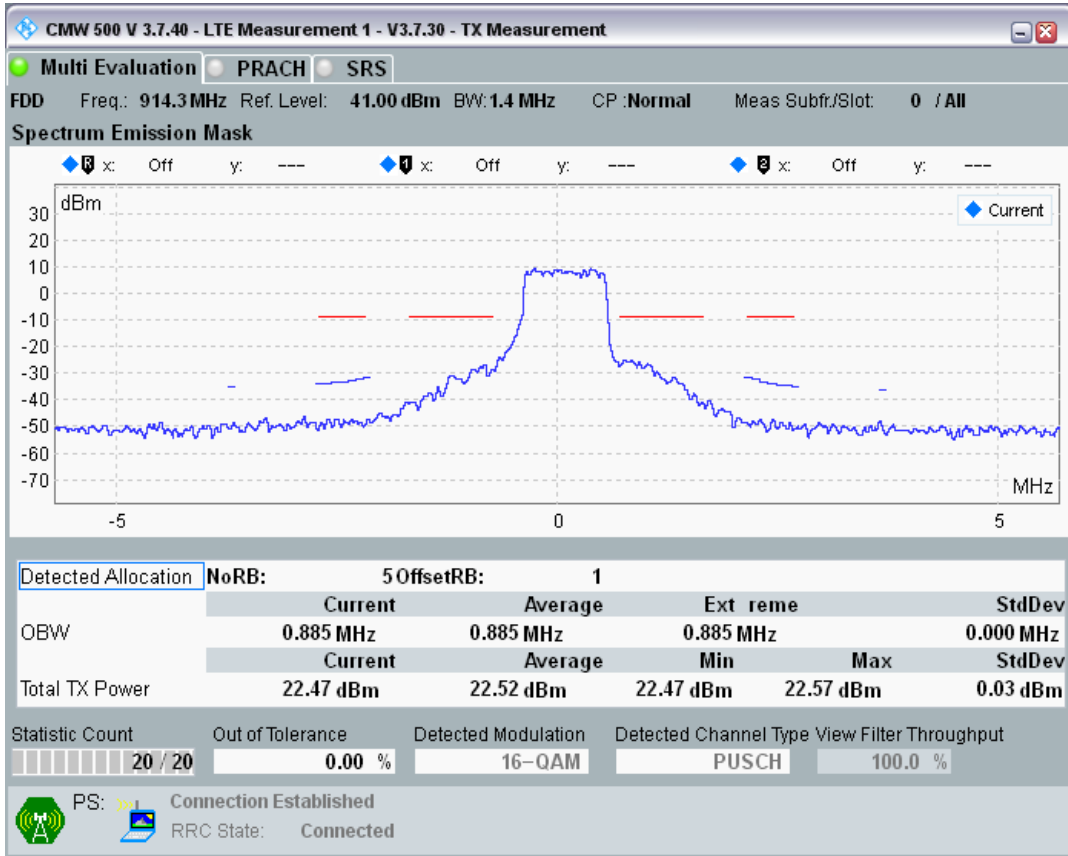 CMW 500 V 3.7.40 - LTE Measurement 1 - V3.7.30 - TX Measurement
Multi Evaluation PRACH SRS
FDD Freq.: 914.3 MHz Ref. Level: 41.00 dBm BW: 1.4 MHz CP :Normal Meas Subfr./Slot: 0 / All
Spectrum Emission Mask
R x: Off y: --- 1 x: Off y: --- 2 x: Off y: ---
dBm
Current
30
20
10
0
-10
-20
-30
-40
-50
-60
-70
MHz
-5 0 5
Detected Allocation NoRB: 5 OffsetRB: 1
Current Average Ext reme StdDev
OBW 0.885 MHz 0.885 MHz 0.885 MHz 0.000 MHz
Current Average Min Max StdDev
Total TX Power 22.47 dBm 22.52 dBm 22.47 dBm 22.57 dBm 0.03 dBm
Statistic Count Out of Tolerance Detected Modulation Detected Channel Type View Filter Throughput
20 / 20 0.00 % 16-QAM PUSCH 100.0 %
PS: Connection Established
RRC State: Connected